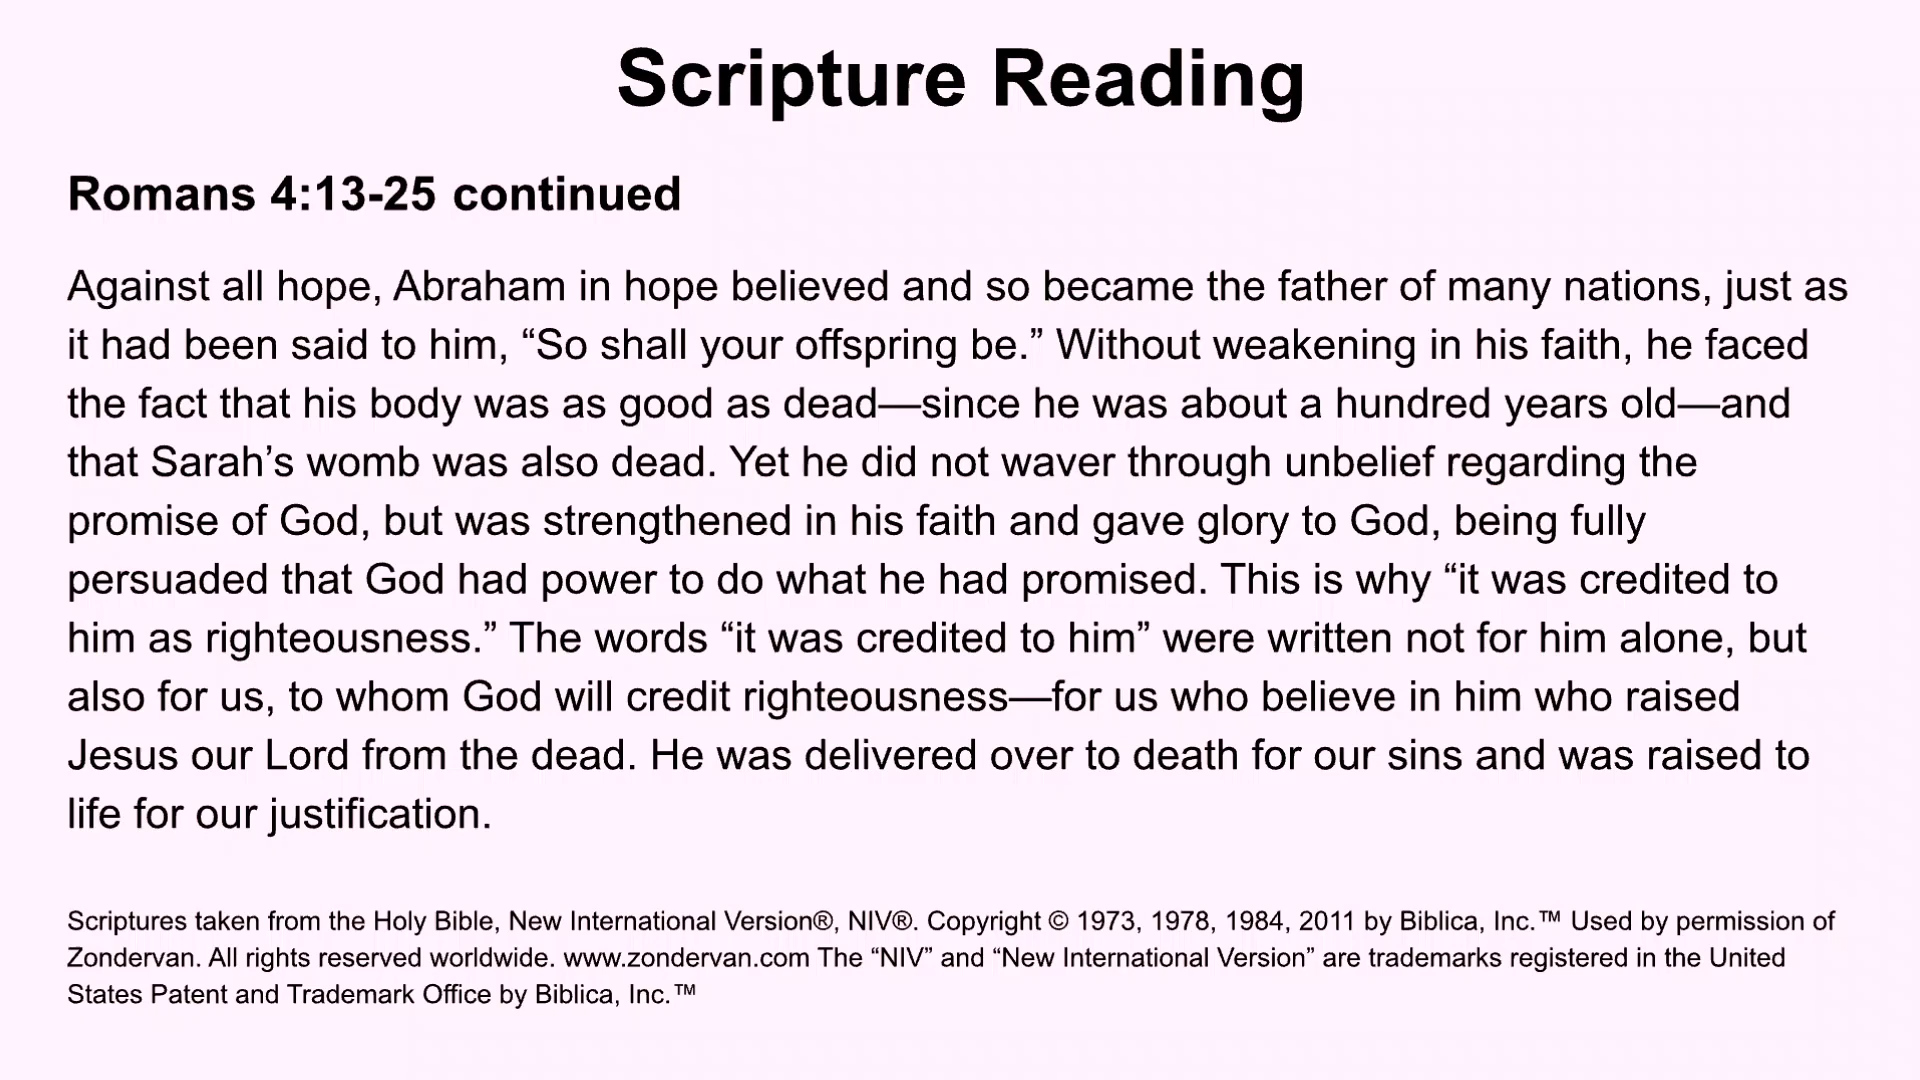 Scripture Reading
Romans 4:13-25 continued
Against all hope, Abraham in hope believed and so became the father of many nations, just as
it had been said to him, “So shall your offspring be.” Without weakening in his faith, he faced
the fact that his body was as good as dead—since he was about a hundred years old—and
that Sarah’s womb was also dead. Yet he did not waver through unbelief regarding the
promise of God, but was strengthened in his faith and gave glory to God, being fully
persuaded that God had power to do what he had promised. This is why “it was credited to
him as righteousness.” The words “it was credited to him” were written not for him alone, but
also for us, to whom God will credit righteousness—for us who believe in him who raised
Jesus our Lord from the dead. He was delivered over to death for our sins and was raised to
life for our justification.
Scriptures taken from the Holy Bible, New International Version®, NIV®. Copyright © 1973, 1978, 1984, 2011 by Biblica, Inc.™ Used by permission of
Zondervan. All rights reserved worldwide. www.zondervan.com The “NIV” and “New International Version” are trademarks registered in the United
States Patent and Trademark Office by Biblica, Inc.™